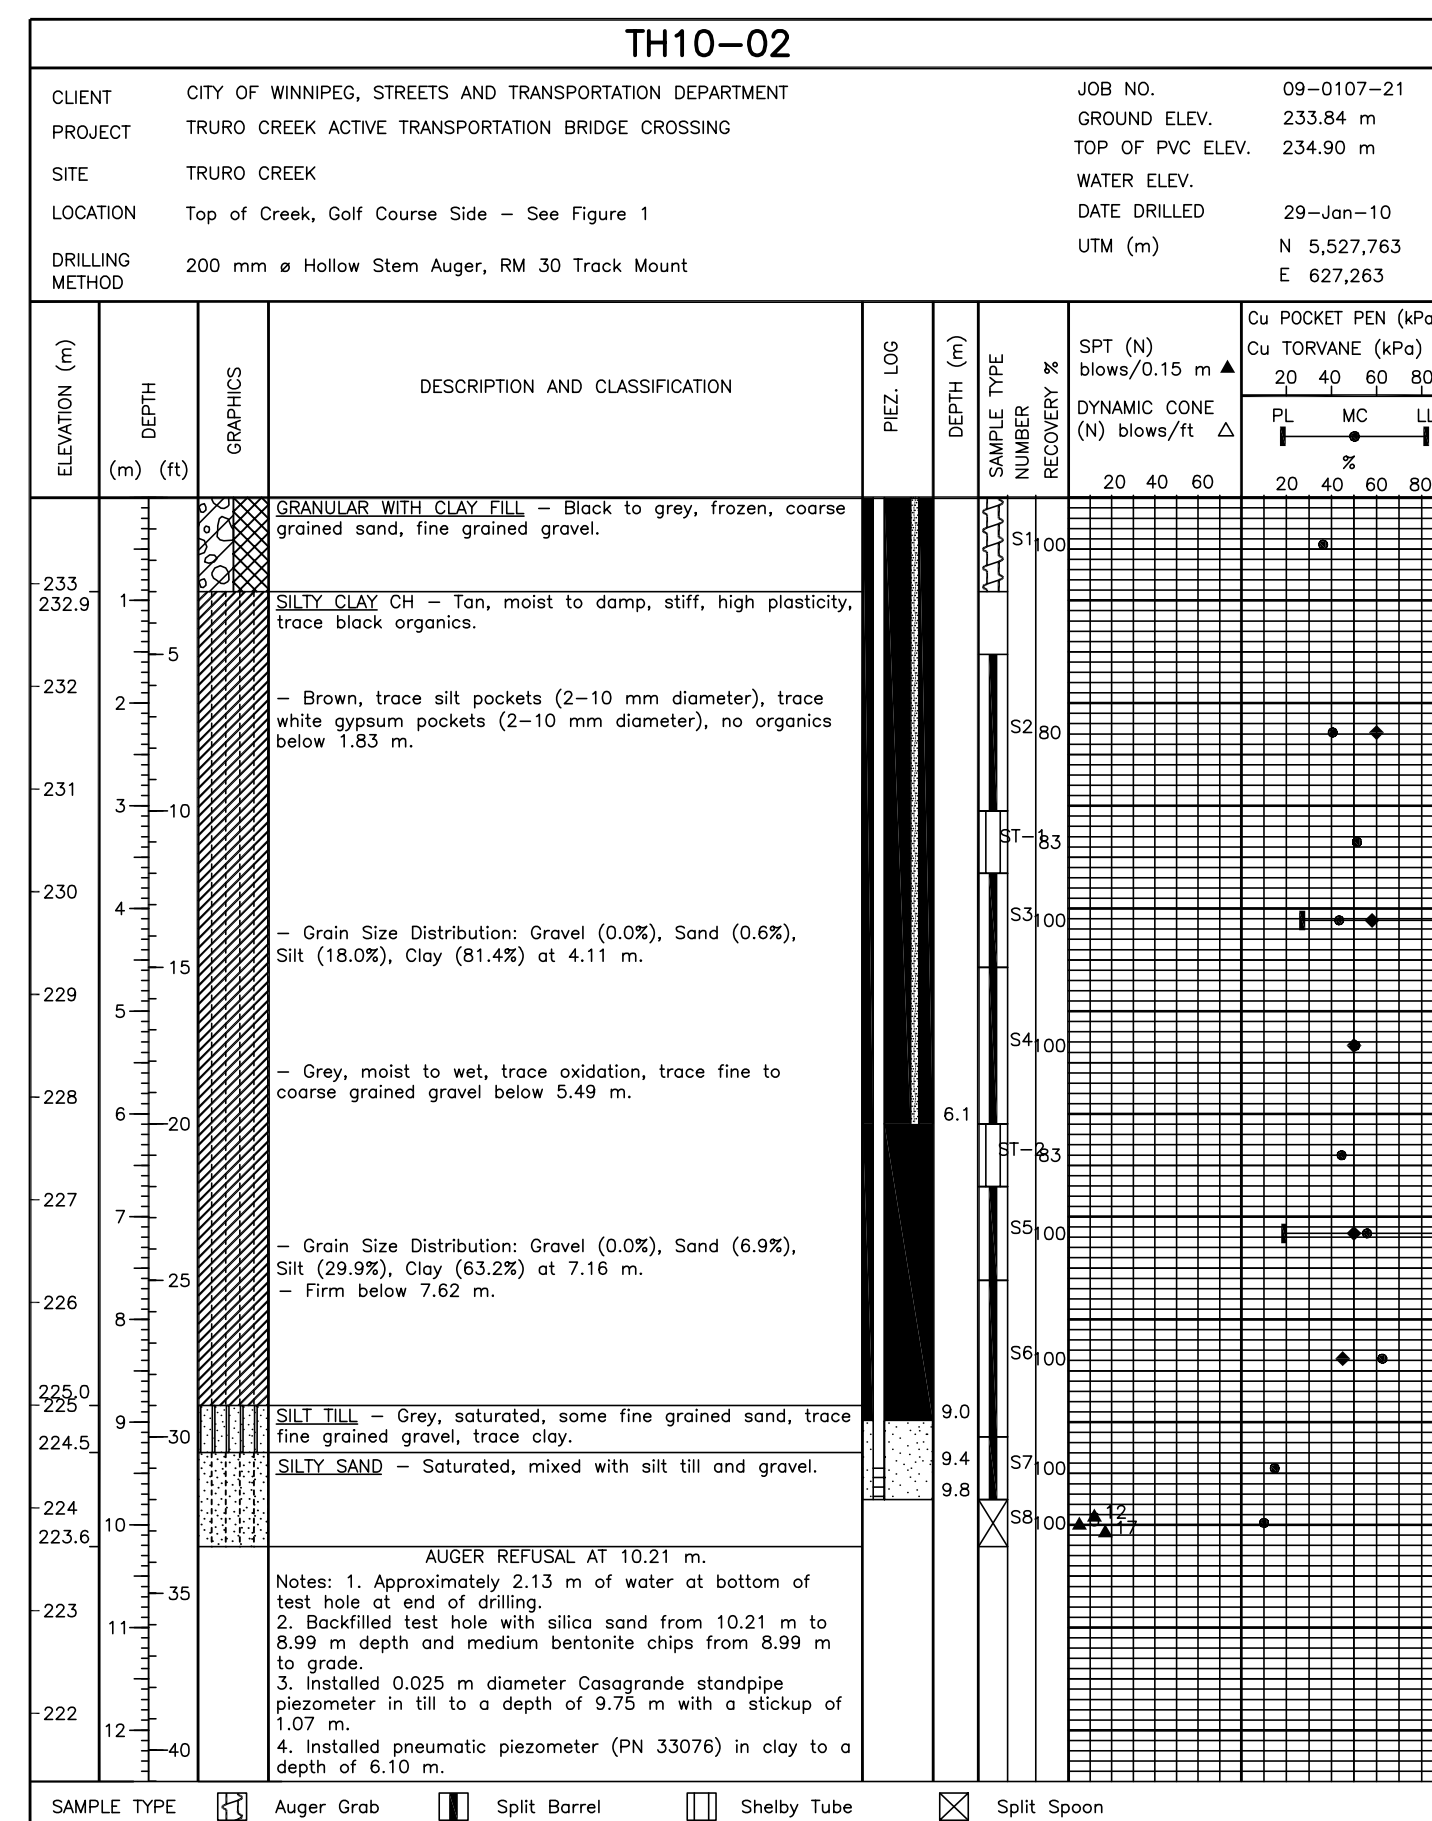 TH10-02
CLIENT CITY OF WINNIPEG, STREETS AND TRANSPORTATION DEPARTMENT
PROJECT TRURO CREEK ACTIVE TRANSPORTATION BRIDGE CROSSING
SITE TRURO CREEK
LOCATION Top of Creek, Golf Course Side - See Figure 1
DRILLING METHOD 200 mm ø Hollow Stem Auger, RM 30 Track Mount
JOB NO. 09-0107-21
GROUND ELEV. 233.84 m
TOP OF PVC ELEV. 234.90 m
WATER ELEV.
DATE DRILLED 29-Jan-10
UTM (m) N 5,527,763
E 627,263
ELEVATION (m)
DEPTH
(m) (ft)
GRAPHICS
DESCRIPTION AND CLASSIFICATION
PIEZ. LOG
DEPTH (m)
SAMPLE TYPE
NUMBER
RECOVERY %
SPT (N)
blows/0.15 m ▲
DYNAMIC CONE
(N) blows/ft △
20 40 60
Cu POCKET PEN (kPa
Cu TORVANE (kPa)
20 40 60 80
PL MC LL
%
20 40 60 80
233
232.9
232
231
230
229
228
227
226
225.0
225
224.5
224
223.6
223
222
1
2
3
4
5
6
7
8
9
10
11
12
5
10
15
20
25
30
35
40
GRANULAR WITH CLAY FILL - Black to grey, frozen, coarse
grained sand, fine grained gravel.
SILTY CLAY CH - Tan, moist to damp, stiff, high plasticity,
trace black organics.
- Brown, trace silt pockets (2-10 mm diameter), trace
white gypsum pockets (2-10 mm diameter), no organics
below 1.83 m.
- Grain Size Distribution: Gravel (0.0%), Sand (0.6%),
Silt (18.0%), Clay (81.4%) at 4.11 m.
- Grey, moist to wet, trace oxidation, trace fine to
coarse grained gravel below 5.49 m.
- Grain Size Distribution: Gravel (0.0%), Sand (6.9%),
Silt (29.9%), Clay (63.2%) at 7.16 m.
- Firm below 7.62 m.
SILT TILL - Grey, saturated, some fine grained sand, trace
fine grained gravel, trace clay.
SILTY SAND - Saturated, mixed with silt till and gravel.
AUGER REFUSAL AT 10.21 m.
Notes: 1. Approximately 2.13 m of water at bottom of
test hole at end of drilling.
2. Backfilled test hole with silica sand from 10.21 m to
8.99 m depth and medium bentonite chips from 8.99 m
to grade.
3. Installed 0.025 m diameter Casagrande standpipe
piezometer in till to a depth of 9.75 m with a stickup of
1.07 m.
4. Installed pneumatic piezometer (PN 33076) in clay to a
depth of 6.10 m.
6.1
9.0
9.4
9.8
S1 100
S2 80
ST-1 83
S3 100
S4 100
ST-2 83
S5 100
S6 100
S7 100
S8 100
12
17
SAMPLE TYPE Auger Grab Split Barrel Shelby Tube Split Spoon